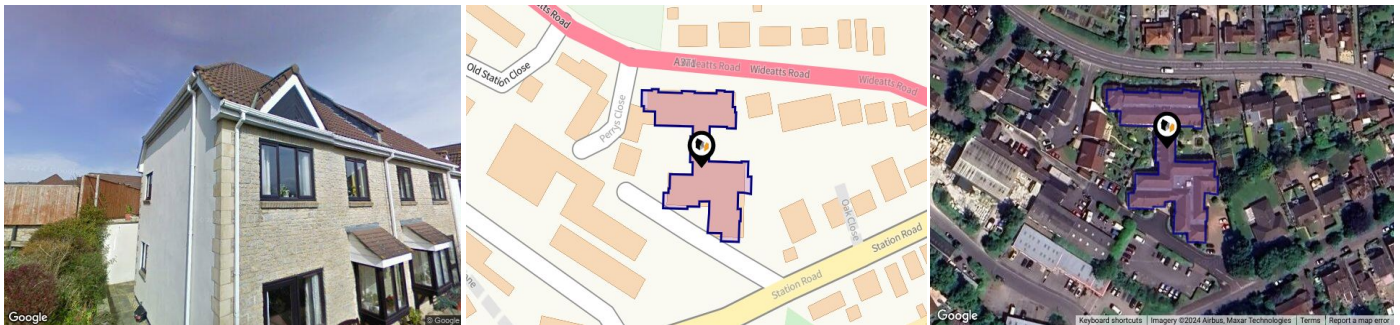 Google
© Google
Old Station Close
Perrys Close
Wideatts Road
Wideatts Road
Wideatts Road
Oak Close
Station Road
Station Road
Google
Keyboard shortcuts
Imagery ©2024 Airbus, Maxar Technologies
Terms
Report a map error